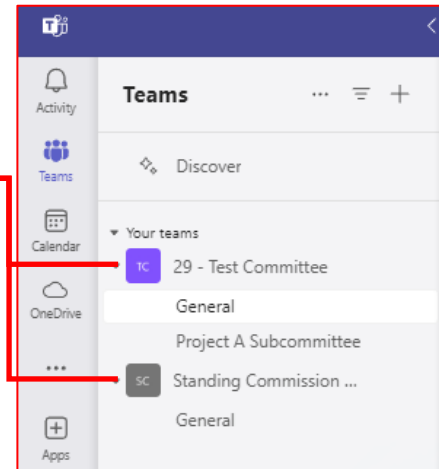 Activity
Teams
Calendar
OneDrive
...
Apps
Teams
...
Discover
Your teams
TC 29 - Test Committee
General
Project A Subcommittee
SC Standing Commission ...
General